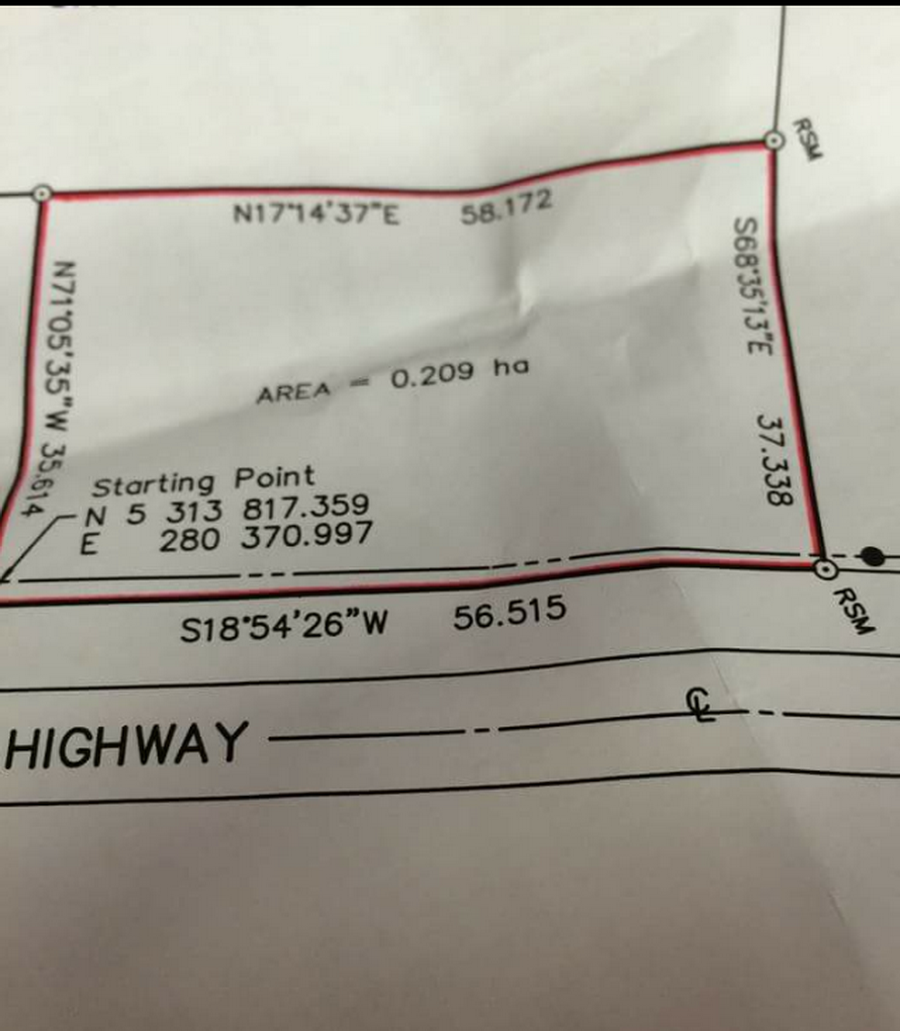 RSM
N17°14'37"E 58.172
S68°35'13"E 37.338
N71°05'35"W 35.614
AREA = 0.209 ha
Starting Point
N 5 313 817.359
E 280 370.997
S18°54'26"W 56.515
RSM
℄
HIGHWAY